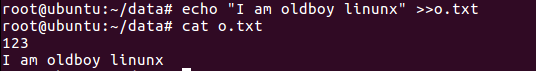 root@ubuntu:~/data# echo "I am oldboy linunx" >>o.txt
root@ubuntu:~/data# cat o.txt
123
I am oldboy linunx